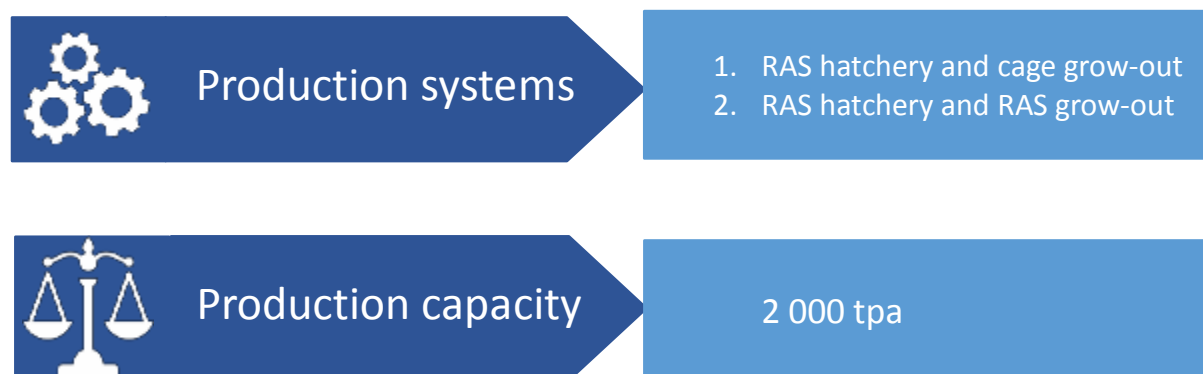 Production systems
1. RAS hatchery and cage grow-out
2. RAS hatchery and RAS grow-out
Production capacity
2 000 tpa